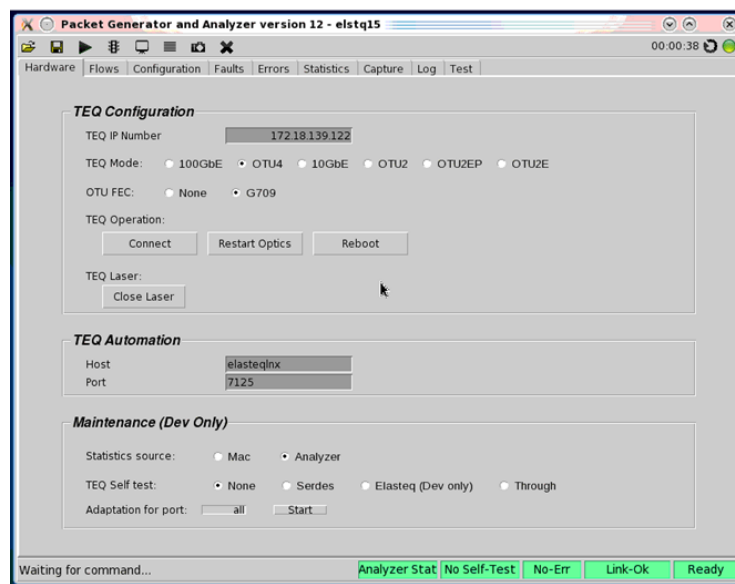 Packet Generator and Analyzer version 12 - elstq15
00:00:38
Hardware Flows Configuration Faults Errors Statistics Capture Log Test
TEQ Configuration
TEQ IP Number 172.18.139.122
TEQ Mode: 100GbE OTU4 10GbE OTU2 OTU2EP OTU2E
OTU FEC: None G709
TEQ Operation:
Connect Restart Optics Reboot
TEQ Laser:
Close Laser
TEQ Automation
Host elasteqlnx
Port 7125
Maintenance (Dev Only)
Statistics source: Mac Analyzer
TEQ Self test: None Serdes Elasteq (Dev only) Through
Adaptation for port: all Start
Waiting for command... Analyzer Stat No Self-Test No-Err Link-Ok Ready